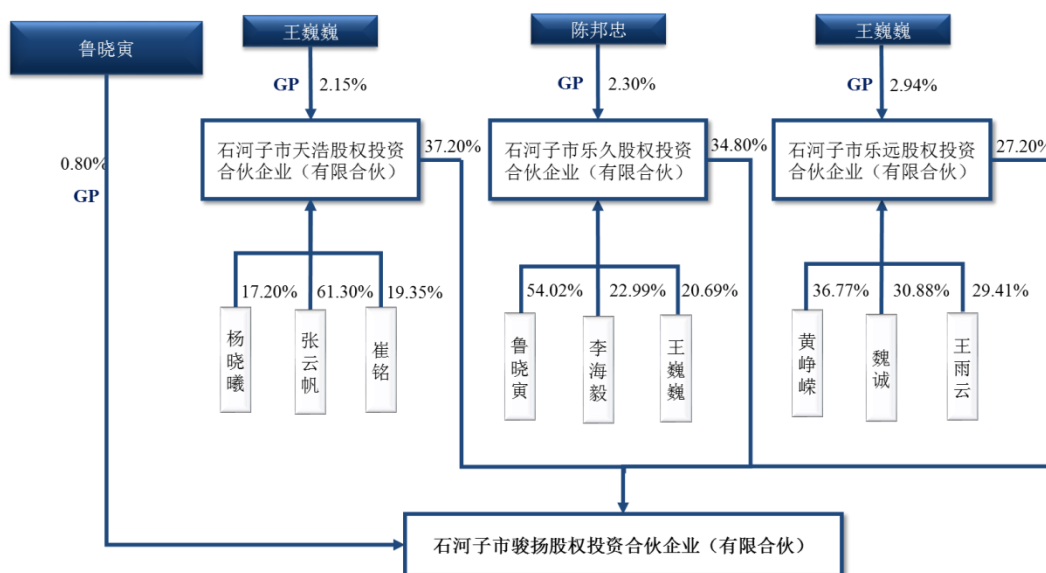 鲁晓寅
王巍巍
陈邦忠
王巍巍
GP
2.15%
GP
2.30%
GP
2.94%
0.80%
GP
石河子市天浩股权投资
合伙企业（有限合伙）
37.20%
石河子市乐久股权投资
合伙企业（有限合伙）
34.80%
石河子市乐远股权投资
合伙企业（有限合伙）
27.20%
17.20%
61.30%
19.35%
54.02%
22.99%
20.69%
36.77%
30.88%
29.41%
杨晓曦
张云帆
崔铭
鲁晓寅
李海毅
王巍巍
黄峥嵘
魏诚
王雨云
石河子市骏扬股权投资合伙企业（有限合伙）